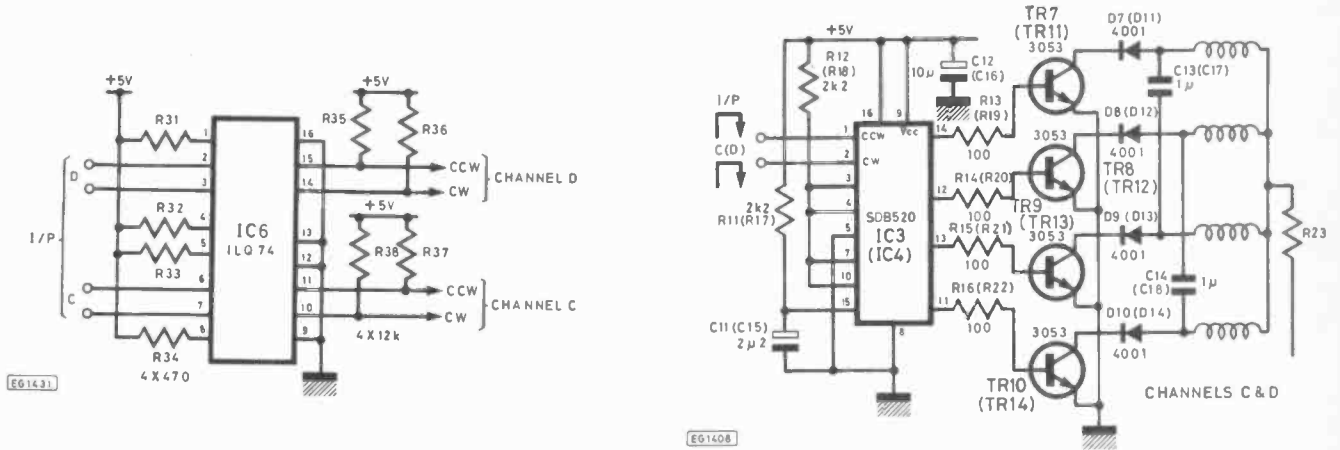 +5V
+5V
R31
R35
R36
1
16
2
15
CCW
D
3
14
CW
CHANNEL D
R32
4
+5V
I/P
5
IC6
ILQ74
13
R33
12
R38
R37
6
11
CCW
C
7
10
CW
CHANNEL C
8
9
R34
4X12k
4X470
EG1431
TR7
(TR11)
D7 (D11)
4001
+5V
3053
R12
(R18)
2k2
C12
(C16)
10μ
C13(C17)
1μ
I/P
R13
(R19)
16
9
Vcc
14
D8 (D12)
1
CCW
3053
4001
C(D)
2
CW
100
TR8
(TR12)
3
R14(R20)
12
4
SDB520
100
TR9
(TR13)
D9 (D13)
2k2
R11(R17)
5
IC3
(IC4)
13
R15(R21)
3053
4001
R23
7
10
100
C14
(C18)
1μ
R16(R22)
15
11
D10(D14)
C11(C15)
2μ2
8
100
3053
4001
TR10
(TR14)
CHANNELS C & D
EG1408